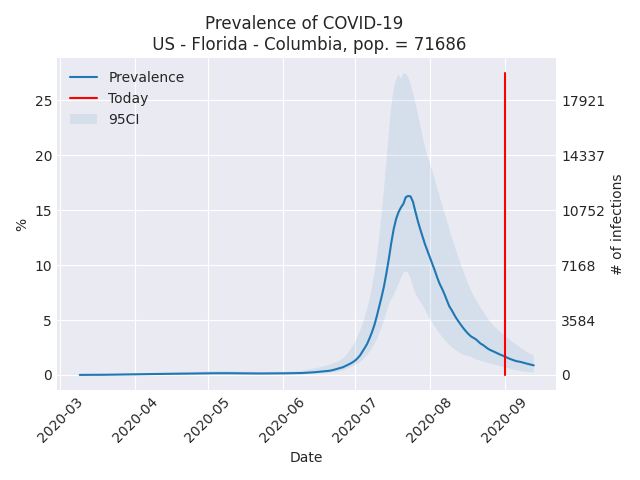 Prevalence of COVID-19
US - Florida - Columbia, pop. = 71686
Prevalence
Today
95CI
25
20
15
10
5
0
%
17921
14337
10752
7168
3584
0
# of infections
2020-03
2020-04
2020-05
2020-06
2020-07
2020-08
2020-09
Date